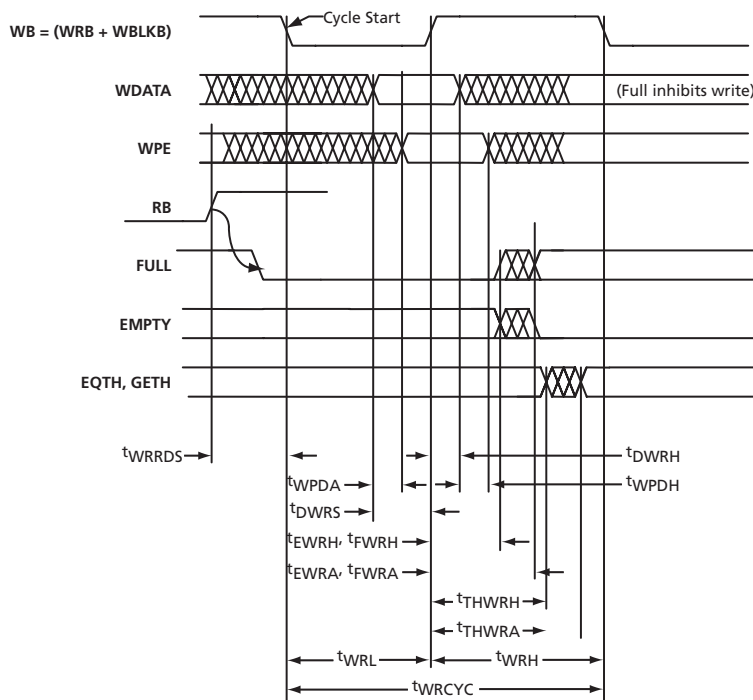 Cycle Start
WB = (WRB + WBLKB)
WDATA
(Full inhibits write)
WPE
RB
FULL
EMPTY
EQTH, GETH
tWRRDS
tDWRH
tWPDA
tWPDH
tDWRS
tEWRH, tFWRH
tEWRA, tFWRA
tTHWRH
tTHWRA
tWRL
tWRH
tWRCYC